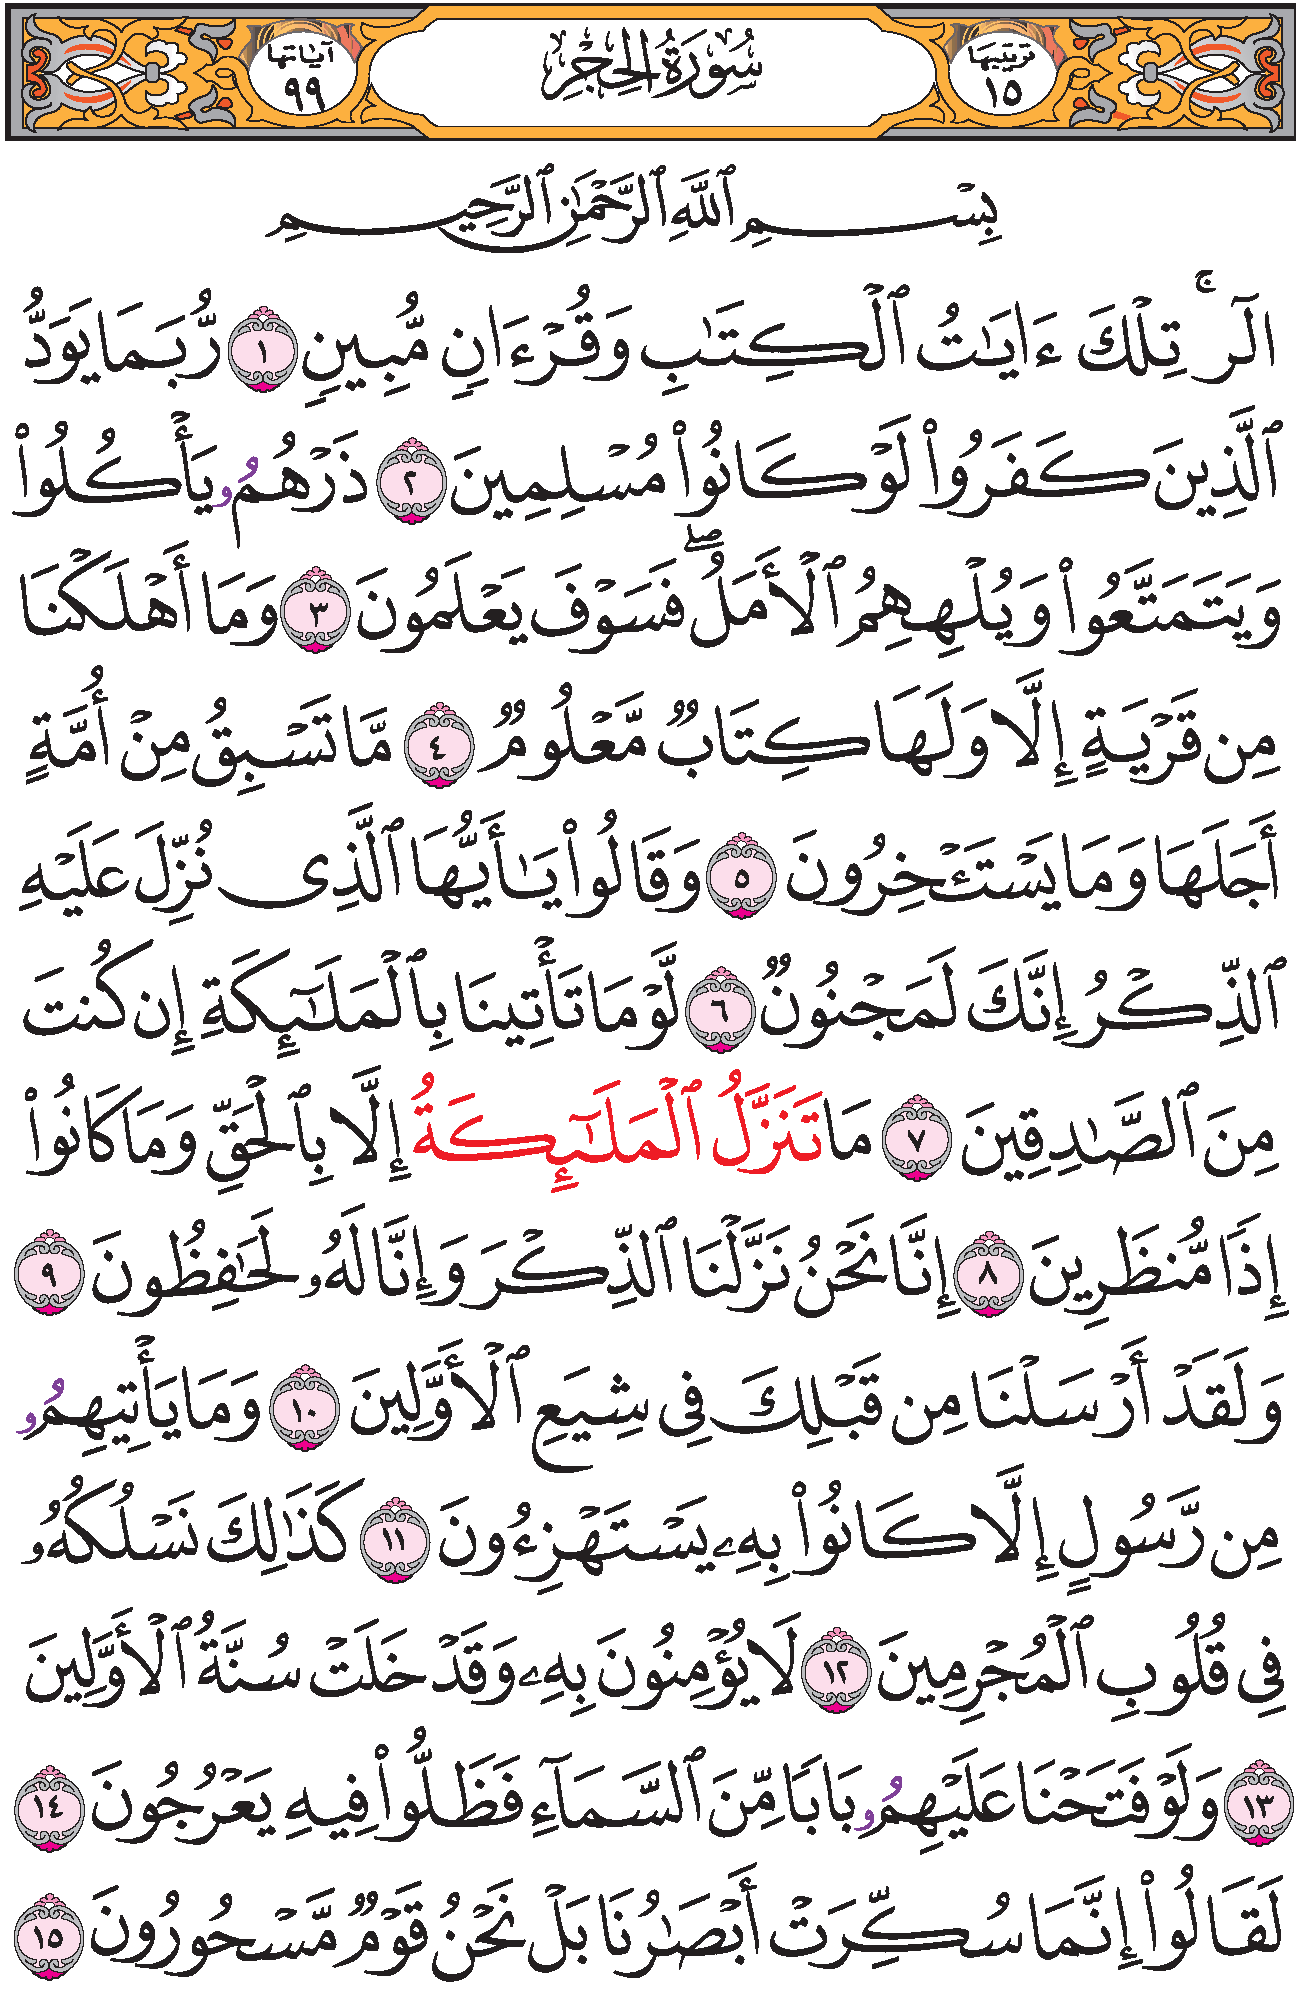 ترتيبها ١٥ سُورَةُ الحِجْرِ آياتها ٩٩
بِسْمِ ٱللَّهِ ٱلرَّحْمَٰنِ ٱلرَّحِيمِ
الٓرۚ تِلْكَ ءَايَٰتُ ٱلْكِتَٰبِ وَقُرْءَانٖ مُّبِينٖ ١ رُّبَمَا يَوَدُّ
ٱلَّذِينَ كَفَرُواْ لَوْ كَانُواْ مُسْلِمِينَ ٢ ذَرْهُمُۥ يَأْكُلُواْ
وَيَتَمَتَّعُواْ وَيُلْهِهِمُ ٱلْأَمَلُۖ فَسَوْفَ يَعْلَمُونَ ٣ وَمَا أَهْلَكْنَا
مِن قَرْيَةٍ إِلَّا وَلَهَا كِتَابٞ مَّعْلُومٞ ٤ مَّا تَسْبِقُ مِنْ أُمَّةٍ
أَجَلَهَا وَمَا يَسْتَـْٔخِرُونَ ٥ وَقَالُواْ يَٰأَيُّهَا ٱلَّذِى نُزِّلَ عَلَيْهِ
ٱلذِّكْرُ إِنَّكَ لَمَجْنُونٞ ٦ لَّوْمَا تَأْتِينَا بِٱلْمَلَٰٓئِكَةِ إِن كُنتَ
مِنَ ٱلصَّٰدِقِينَ ٧ مَا تَنَزَّلُ ٱلْمَلَٰٓئِكَةُ إِلَّا بِٱلْحَقِّ وَمَا كَانُواْ
إِذٗا مُّنظَرِينَ ٨ إِنَّا نَحْنُ نَزَّلْنَا ٱلذِّكْرَ وَإِنَّا لَهُۥ لَحَٰفِظُونَ ٩
وَلَقَدْ أَرْسَلْنَا مِن قَبْلِكَ فِى شِيَعِ ٱلْأَوَّلِينَ ١٠ وَمَا يَأْتِيهِمُۥ
مِن رَّسُولٍ إِلَّا كَانُواْ بِهِۦ يَسْتَهْزِءُونَ ١١ كَذَٰلِكَ نَسْلُكُهُۥ
فِى قُلُوبِ ٱلْمُجْرِمِينَ ١٢ لَا يُؤْمِنُونَ بِهِۦ وَقَدْ خَلَتْ سُنَّةُ ٱلْأَوَّلِينَ
١٣ وَلَوْ فَتَحْنَا عَلَيْهِمُۥ بَابٗا مِّنَ ٱلسَّمَآءِ فَظَلُّواْ فِيهِ يَعْرُجُونَ ١٤
لَقَالُواْ إِنَّمَا سُكِّرَتْ أَبْصَٰرُنَا بَلْ نَحْنُ قَوْمٞ مَّسْحُورُونَ ١٥